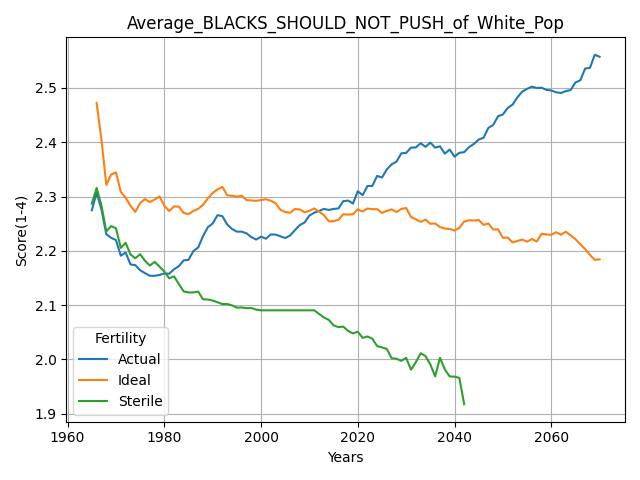 Average_BLACKS_SHOULD_NOT_PUSH_of_White_Pop
Score(1-4)
2.5
2.4
2.3
2.2
2.1
2.0
1.9
Fertility
Actual
Ideal
Sterile
1960
1980
2000
2020
2040
2060
Years